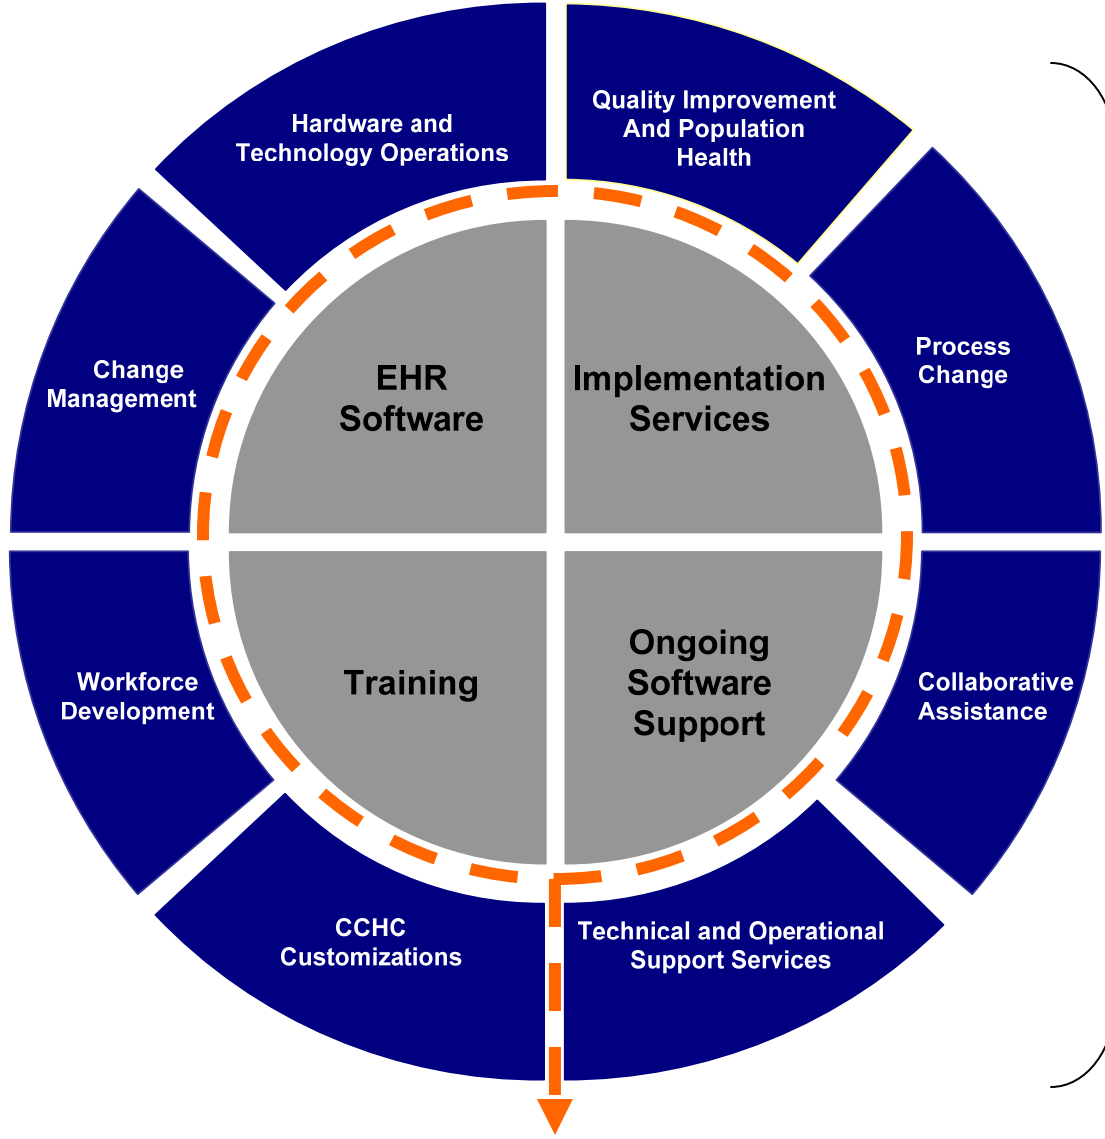 Hardware and
Technology Operations
Quality Improvement
And Population
Health
Change
Management
EHR
Software
Implementation
Services
Process
Change
Workforce
Development
Training
Ongoing
Software
Support
Collaborative
Assistance
CCHC
Customizations
Technical and Operational
Support Services